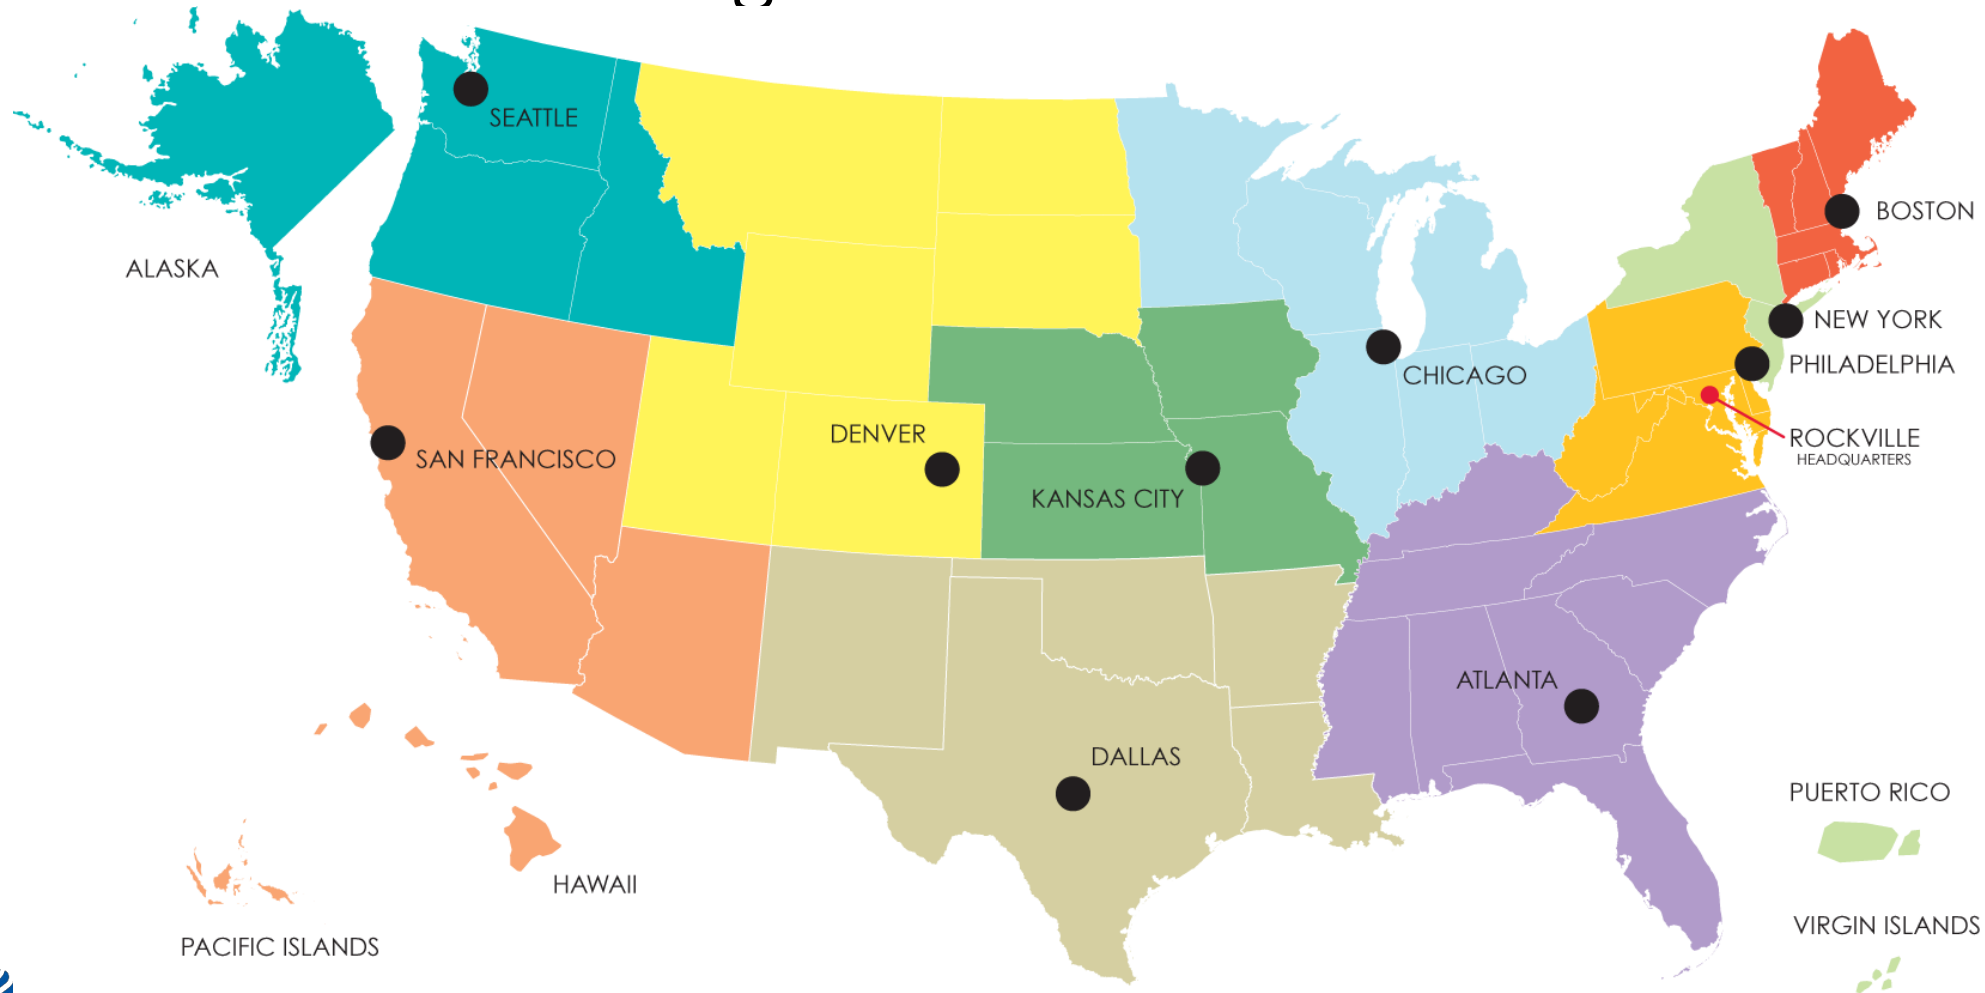 SEATTLE
ALASKA
BOSTON
NEW YORK
PHILADELPHIA
CHICAGO
DENVER
ROCKVILLE
HEADQUARTERS
SAN FRANCISCO
KANSAS CITY
ATLANTA
DALLAS
PUERTO RICO
HAWAII
VIRGIN ISLANDS
PACIFIC ISLANDS